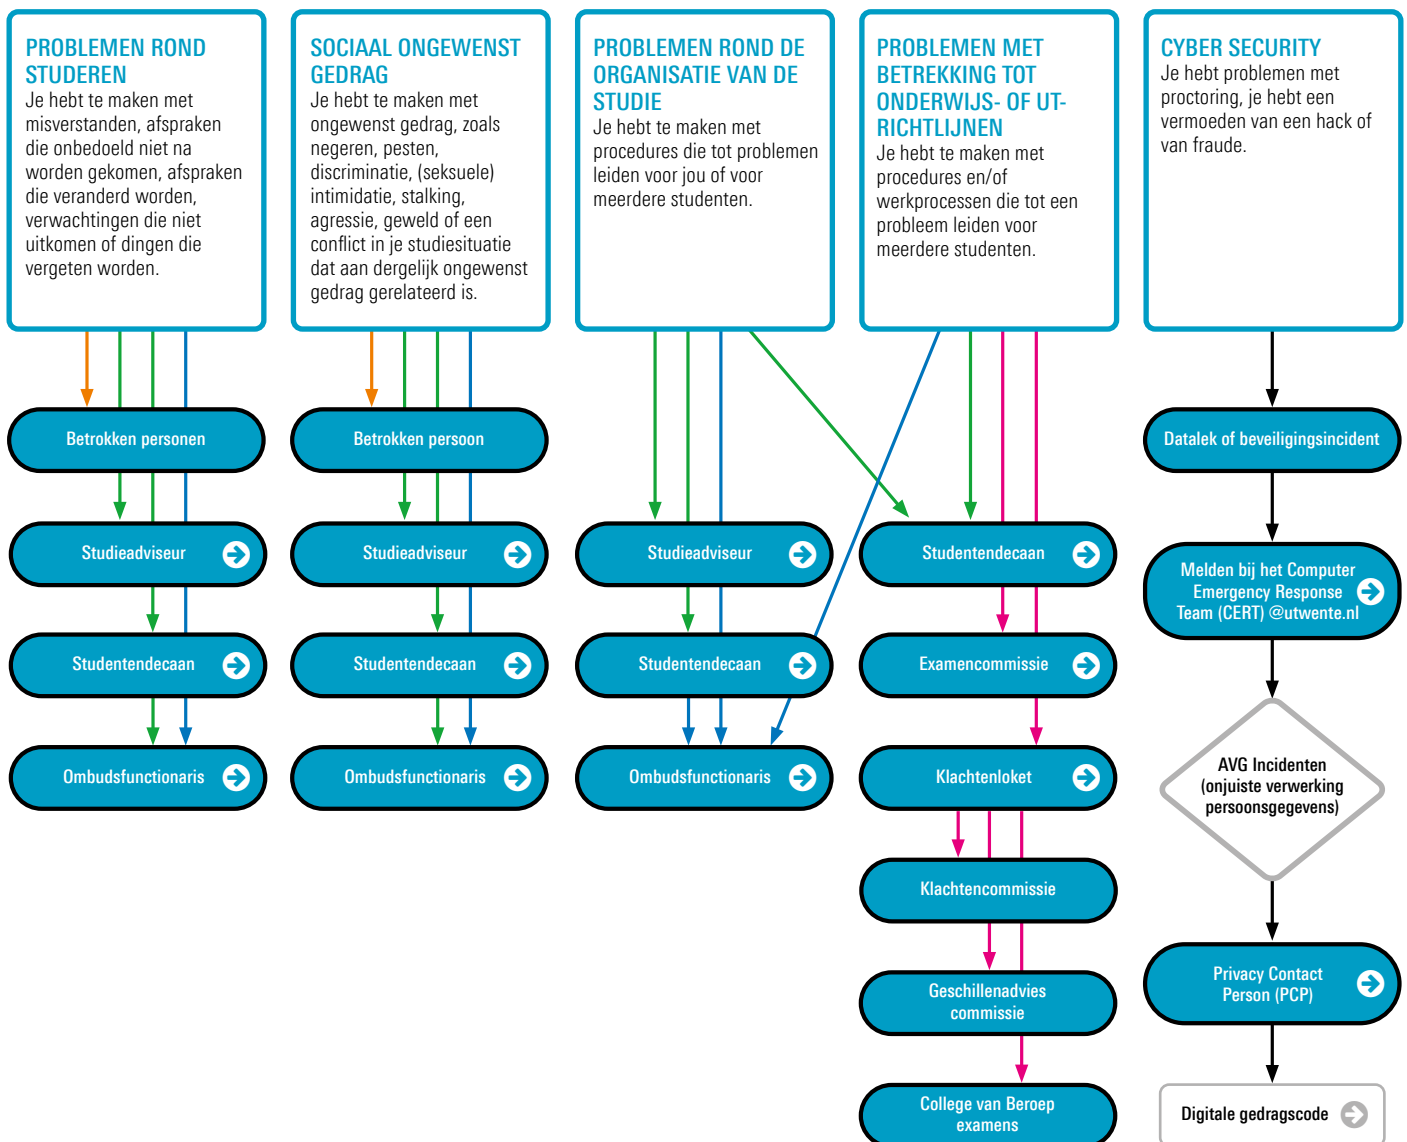 PROBLEMEN ROND
STUDEREN
Je hebt te maken met
misverstanden, afspraken
die onbedoeld niet na
worden gekomen, afspraken
die veranderd worden,
verwachtingen die niet
uitkomen of dingen die
vergeten worden.
Betrokken personen
Studieadviseur
Studentendecaan
Ombudsfunctionaris
SOCIAAL ONGEWENST
GEDRAG
Je hebt te maken met
ongewenst gedrag, zoals
negeren, pesten,
discriminatie, (seksuele)
intimidatie, stalking,
agressie, geweld of een
conflict in je studiesituatie
dat aan dergelijk ongewenst
gedrag gerelateerd is.
Betrokken persoon
Studieadviseur
Studentendecaan
Ombudsfunctionaris
PROBLEMEN ROND DE
ORGANISATIE VAN DE
STUDIE
Je hebt te maken met
procedures die tot problemen
leiden voor jou of voor
meerdere studenten.
Studieadviseur
Studentendecaan
Ombudsfunctionaris
PROBLEMEN MET
BETREKKING TOT
ONDERWIJS- OF UT-
RICHTLIJNEN
Je hebt te maken met
procedures en/of
werkprocessen die tot een
probleem leiden voor
meerdere studenten.
Studentendecaan
Examencommissie
Klachtenloket
Klachtencommissie
Geschillenadvies
commissie
College van Beroep
examens
CYBER SECURITY
Je hebt problemen met
proctoring, je hebt een
vermoeden van een hack of
van fraude.
Datalek of beveiligingsincident
Melden bij het Computer
Emergency Response
Team (CERT) @utwente.nl
AVG Incidenten
(onjuiste verwerking
persoonsgegevens)
Privacy Contact
Person (PCP)
Digitale gedragscode